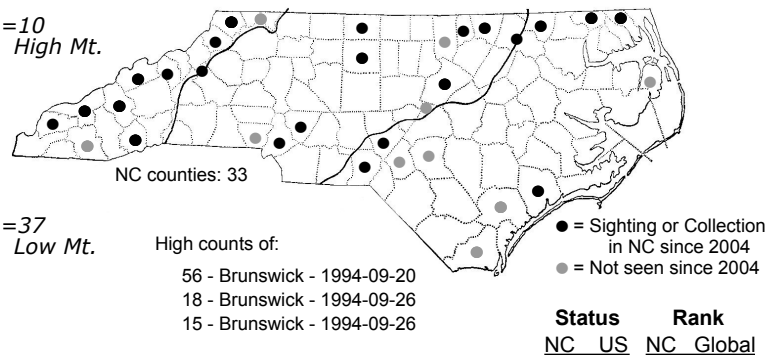 =10
High Mt.
NC counties: 33
=37
Low Mt.
High counts of:
56 - Brunswick - 1994-09-20
18 - Brunswick - 1994-09-26
15 - Brunswick - 1994-09-26
= Sighting or Collection
in NC since 2004
= Not seen since 2004
Status Rank
NC US NC Global